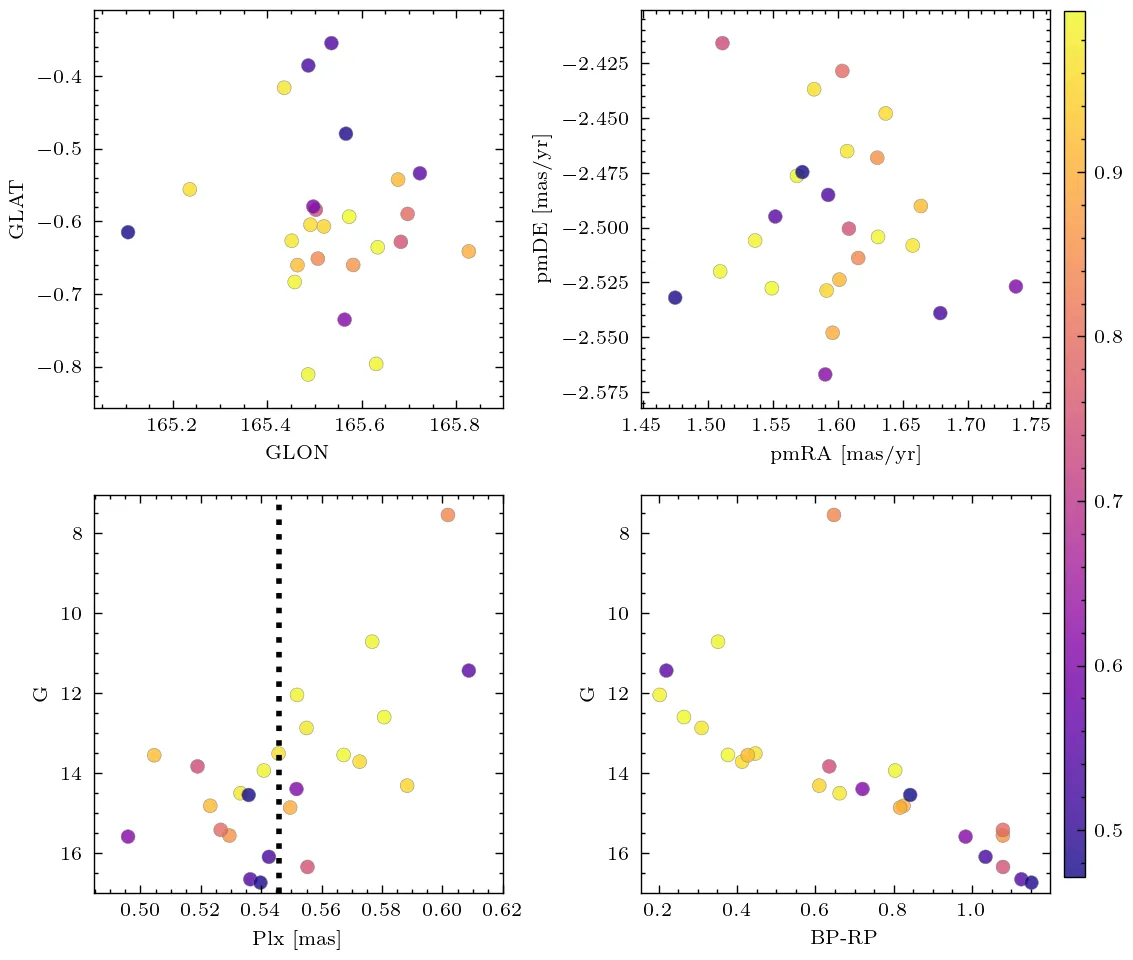 −0.4
−0.5
−0.6
−0.7
−0.8
GLAT
165.2 165.4 165.6 165.8
GLON
−2.425
−2.450
−2.475
−2.500
−2.525
−2.550
−2.575
pmDE [mas/yr]
1.45 1.50 1.55 1.60 1.65 1.70 1.75
pmRA [mas/yr]
8
10
12
14
16
G
0.50 0.52 0.54 0.56 0.58 0.60 0.62
Plx [mas]
8
10
12
14
16
G
0.2 0.4 0.6 0.8 1.0
BP-RP
0.9
0.8
0.7
0.6
0.5